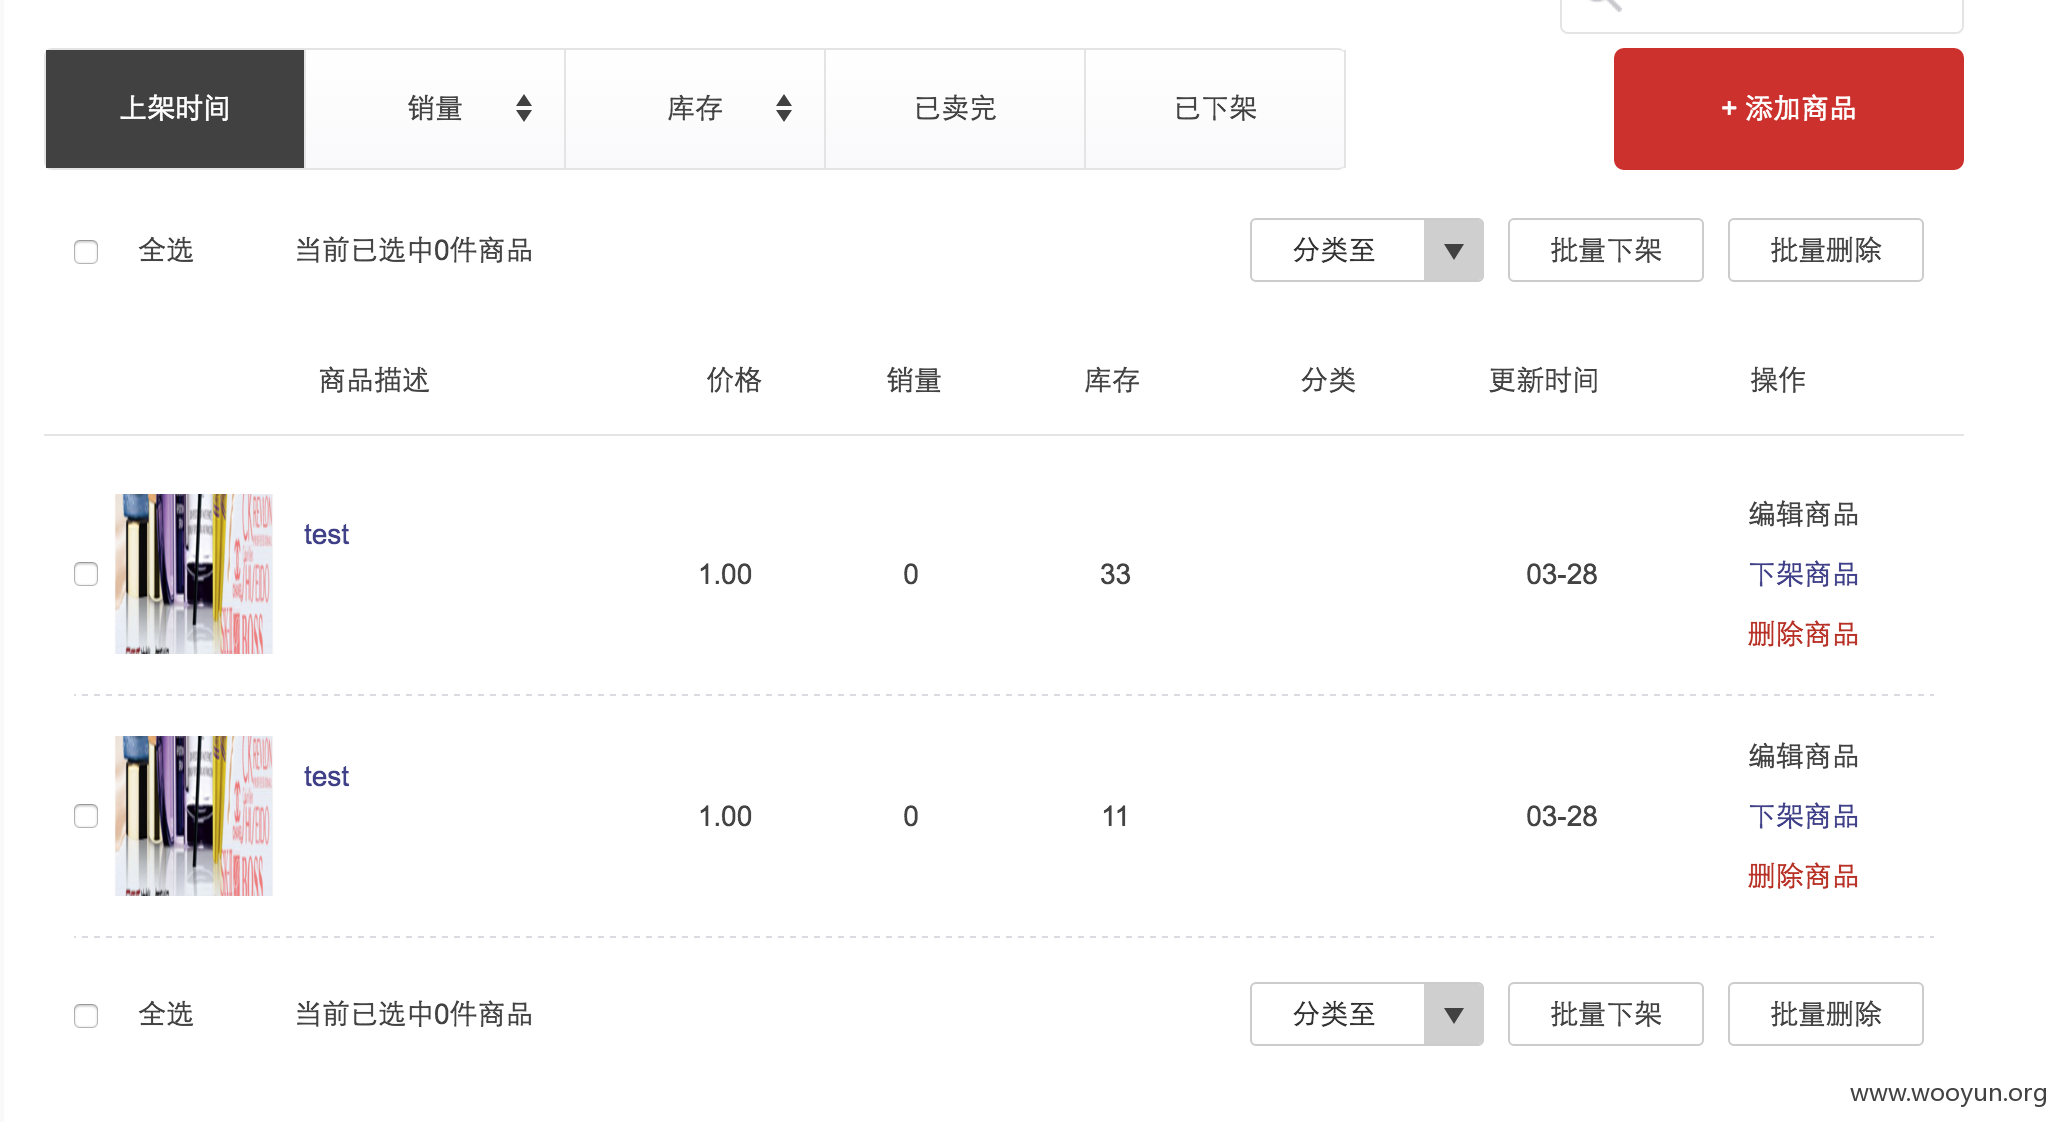 上架时间 销量 库存 已卖完 已下架 + 添加商品
全选 当前已选中0件商品 分类至 批量下架 批量删除
商品描述 价格 销量 库存 分类 更新时间 操作
编辑商品
test
1.00 0 33 03-28 下架商品
删除商品
REVLON
SHISEIDO
BOSS
编辑商品
test
1.00 0 11 03-28 下架商品
删除商品
REVLON
SHISEIDO
BOSS
全选 当前已选中0件商品 分类至 批量下架 批量删除
www.wooyun.org